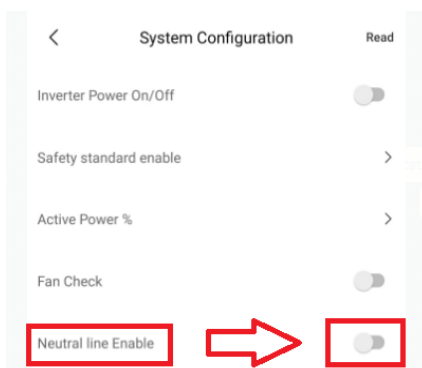 System Configuration Read
Inverter Power On/Off
Safety standard enable
Active Power %
Fan Check
Neutral line Enable